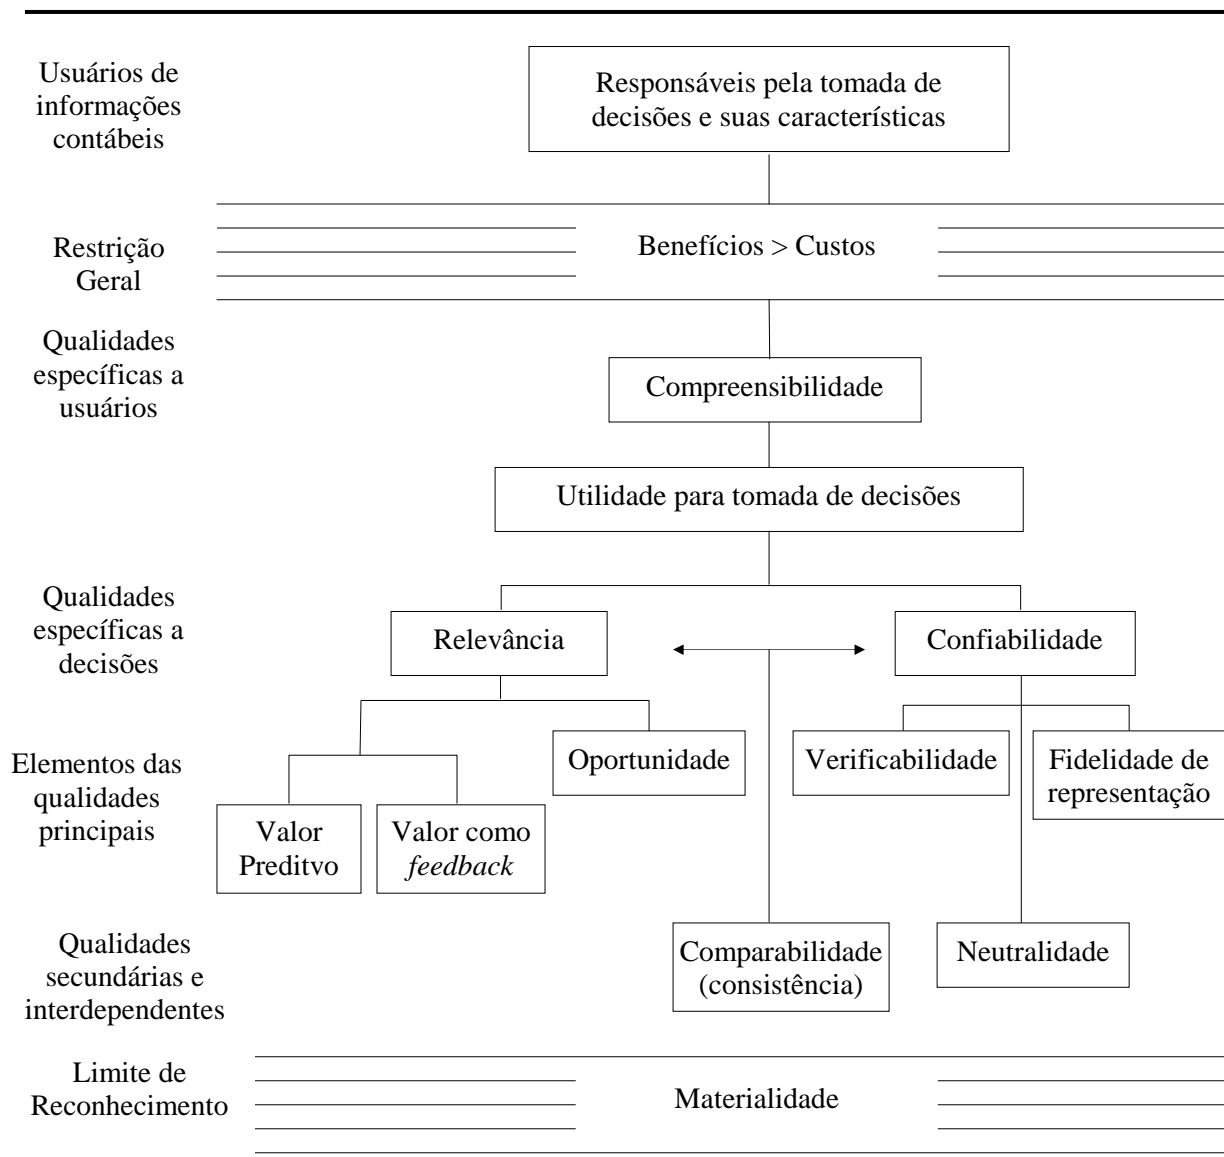 Usuários de
informações
contábeis
Responsáveis pela tomada de
decisões e suas características
Restrição
Geral
Benefícios > Custos
Qualidades
específicas a
usuários
Compreensibilidade
Utilidade para tomada de decisões
Qualidades
específicas a
decisões
Relevância
Confiabilidade
Elementos das
qualidades
principais
Oportunidade
Verificabilidade
Fidelidade de
representação
Valor
Preditvo
Valor como
feedback
Qualidades
secundárias e
interdependentes
Comparabilidade
(consistência)
Neutralidade
Limite de
Reconhecimento
Materialidade